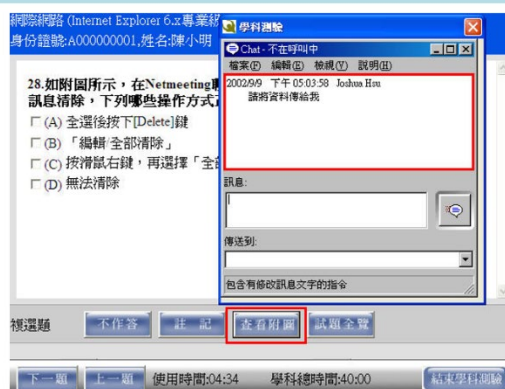 網際網路 (Internet Explorer 6.x專業級
身份證號:A000000001,姓名:陳小明
28.如附圖所示，在Netmeeting
訊息清除，下列哪些操作方式
(A) 全選後按下[Delete]鍵
(B) 「編輯/全部清除」
(C) 按滑鼠右鍵，再選擇「全
(D) 無法清除
學科測驗
Chat - 不在呼叫中
檔案(F) 編輯(E) 檢視(V) 說明(H)
2002/9/9 下午 05:03:58 Joshua Hsu
請將資料傳給我
訊息:
傳送到:
包含有修改訊息文字的指令
複選題
不作答 註 記 查看附圖 試題全覽
下一題 上一題 使用時間:04:34 學科總時間:40:00 結束學科測驗